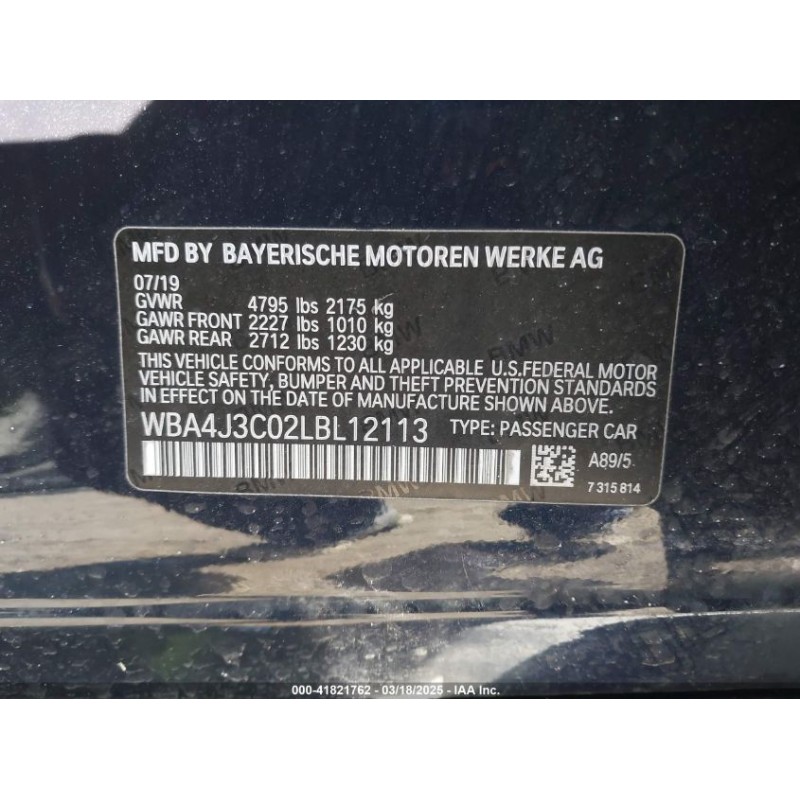 MFD BY BAYERISCHE MOTOREN WERKE AG
07/19
GVWR 4795 lbs 2175 kg
GAWR FRONT 2227 lbs 1010 kg
GAWR REAR 2712 lbs 1230 kg
THIS VEHICLE CONFORMS TO ALL APPLICABLE U.S.FEDERAL MOTOR
VEHICLE SAFETY, BUMPER AND THEFT PREVENTION STANDARDS
IN EFFECT ON THE DATE OF MANUFACTURE SHOWN ABOVE.
WBA4J3C02LBL12113 TYPE: PASSENGER CAR
A89/5
7 315 814
BMW
BMW
BMW
000-41821762 - 03/18/2025 - IAA Inc.